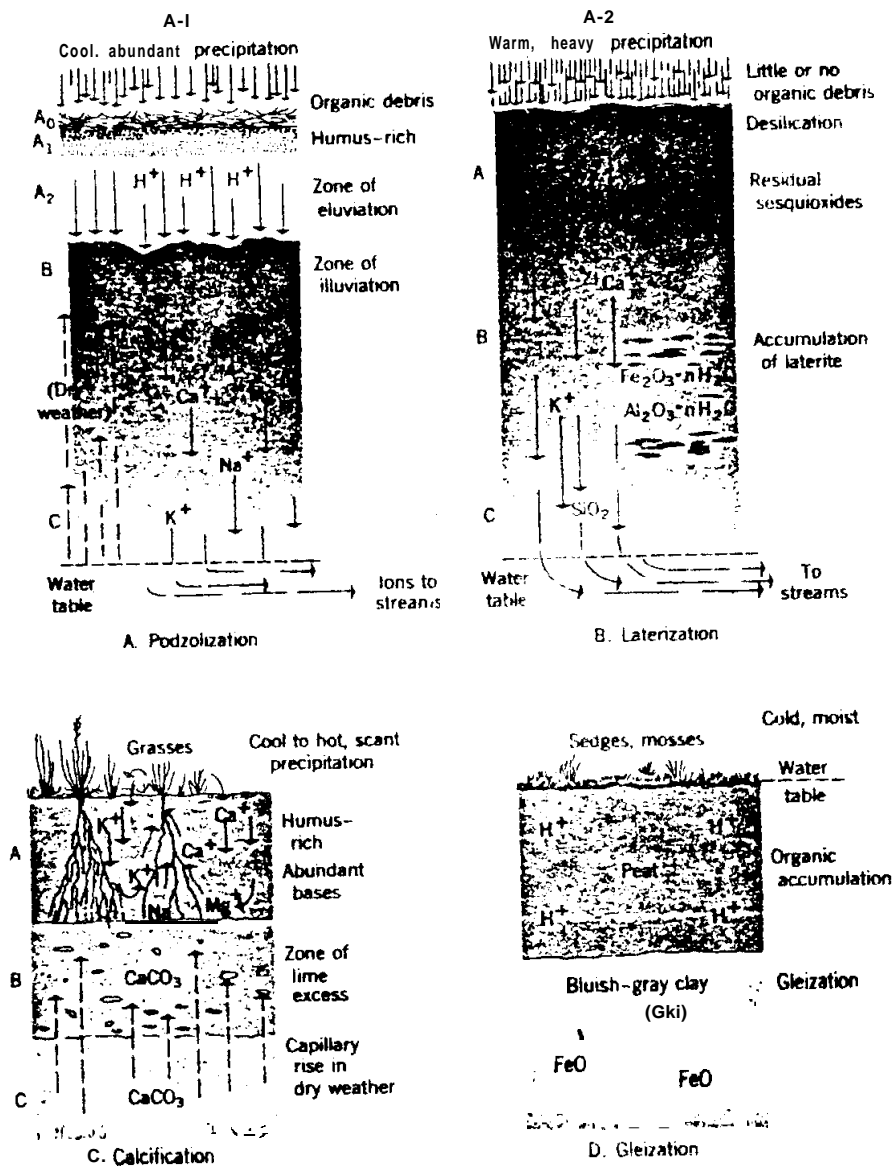 A-I
Cool. abundant precipitation
Organic debris
A0
A1
Humus-rich
A2
H+ H+ H+
Zone of
eluviation
B
Zone of
illuviation
weather)
Ca
Na+
C
K+
Water
table
Ions to
streams
A. Podzolization
A-2
Warm, heavy precipitation
Little or no
organic debris
Desilication
A
Residual
sesquioxides
Ca
B
Accumulation
of laterite
Fe2O3-nH2O
K+
Al2O3-nH2O
C
SiO2
Water
table
To
streams
B. Laterization
Grasses
Cool to hot, scant
precipitation
K+
Ca+
Humus-
rich
A
Ca+
Abundant
bases
K+
Na
Mg+
B
CaCO3
Zone of
lime
excess
Capillary
rise in
dry weather
C
CaCO3
C. Calcification
Cold, moist
Sedges, mosses
Water
table
H+ H+
Peat
Organic
accumulation
H+ H+
Bluish-gray clay
(Gki)
Gleization
FeO
FeO
D. Gleization